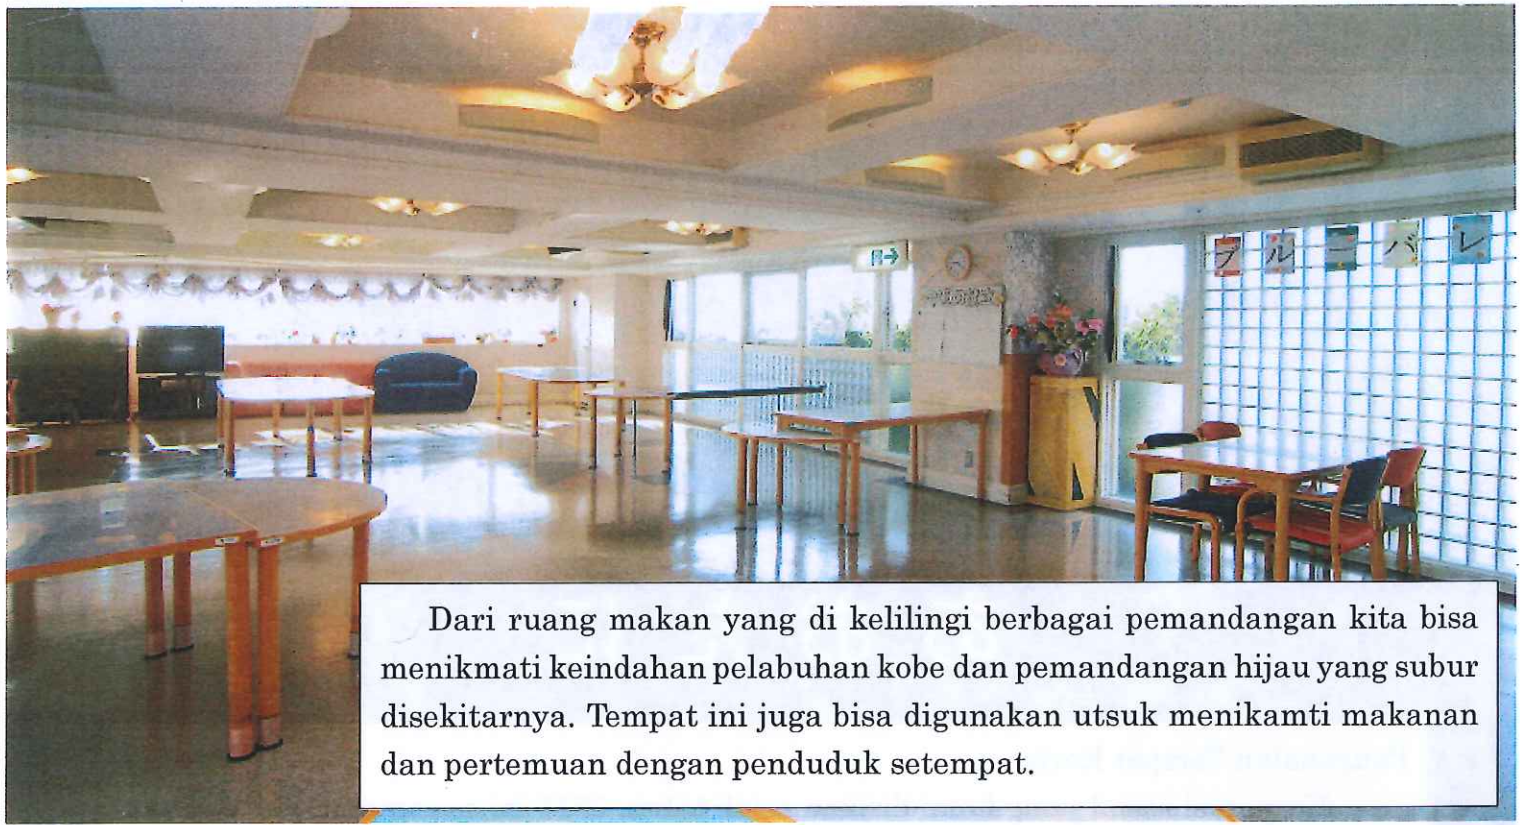 ブルーバレ
Dari ruang makan yang di kelilingi berbagai pemandangan kita bisa
menikmati keindahan pelabuhan kobe dan pemandangan hijau yang subur
disekitarnya. Tempat ini juga bisa digunakan utsuk menikamti makanan
dan pertemuan dengan penduduk setempat.